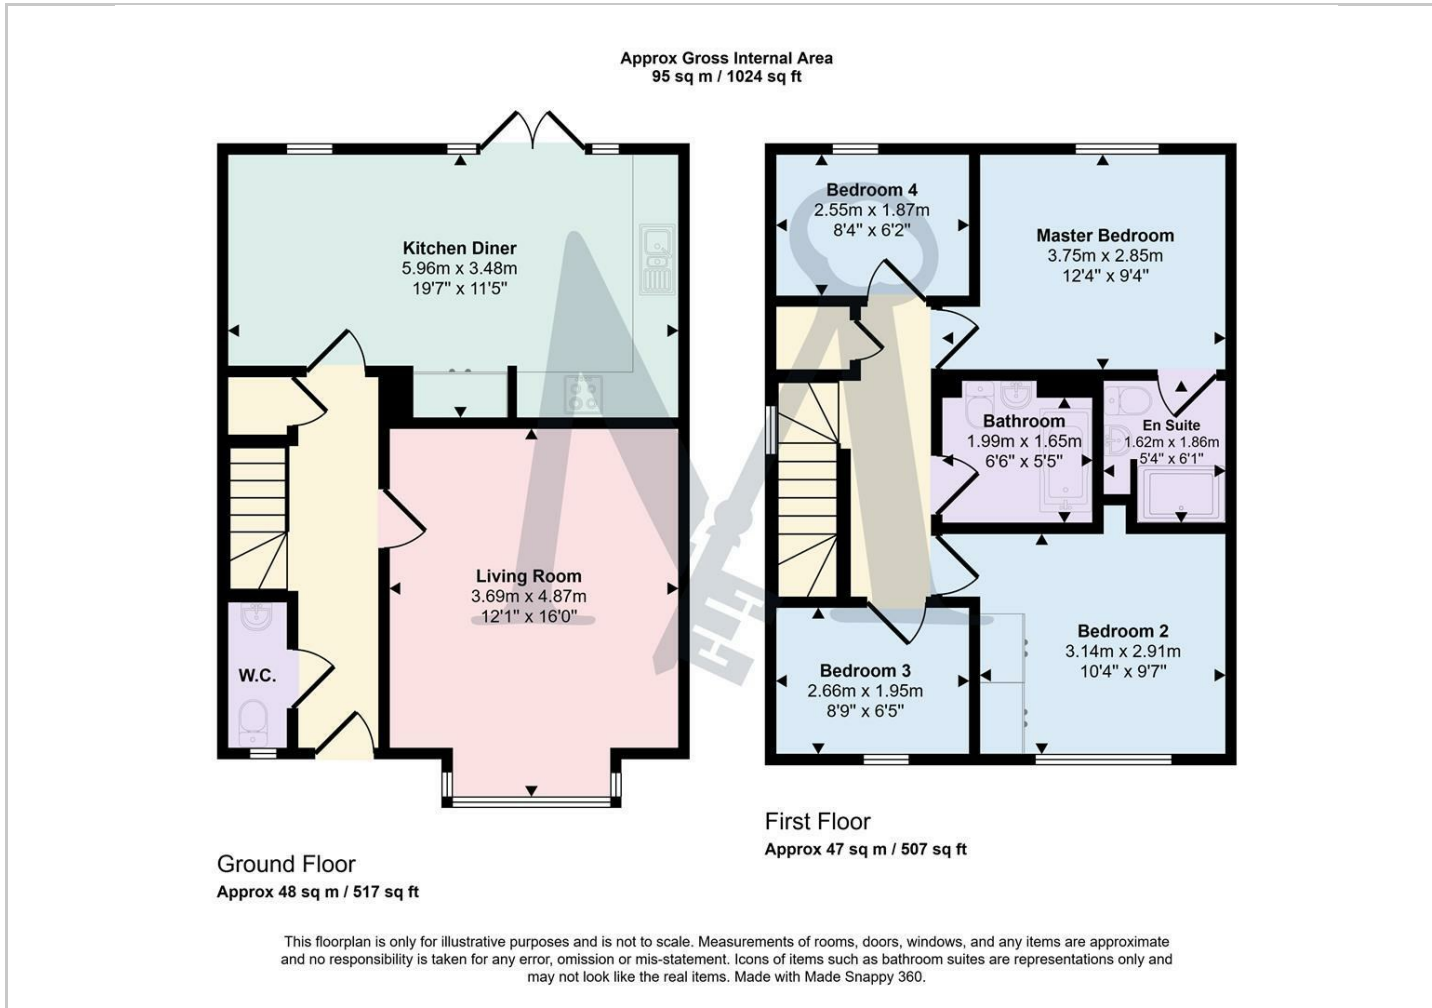 Approx Gross Internal Area
95 sq m / 1024 sq ft
Kitchen Diner
5.96m x 3.48m
19'7" x 11'5"
Living Room
3.69m x 4.87m
12'1" x 16'0"
W.C.
Ground Floor
Approx 48 sq m / 517 sq ft
Bedroom 4
2.55m x 1.87m
8'4" x 6'2"
Master Bedroom
3.75m x 2.85m
12'4" x 9'4"
Bathroom
1.99m x 1.65m
6'6" x 5'5"
En Suite
1.62m x 1.86m
5'4" x 6'1"
Bedroom 2
3.14m x 2.91m
10'4" x 9'7"
Bedroom 3
2.66m x 1.95m
8'9" x 6'5"
First Floor
Approx 47 sq m / 507 sq ft
This floorplan is only for illustrative purposes and is not to scale. Measurements of rooms, doors, windows, and any items are approximate
and no responsibility is taken for any error, omission or mis-statement. Icons of items such as bathroom suites are representations only and
may not look like the real items. Made with Made Snappy 360.